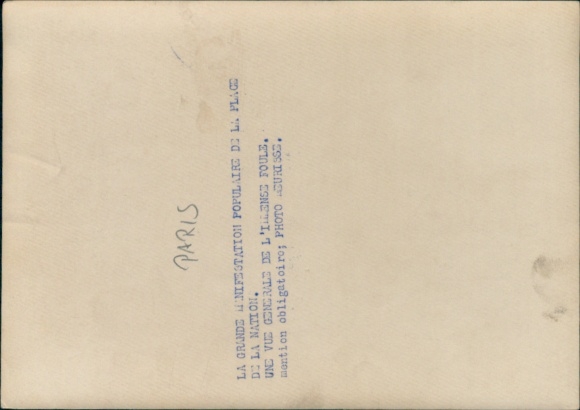 PARIS
LA GRANDE MANIFESTATION POPULAIRE DE LA PLACE
DE LA NATION.
UNE VUE GENERALE DE L'IMMENSE FOULE.
mention obligatoire; PHOTO MEURISSE.